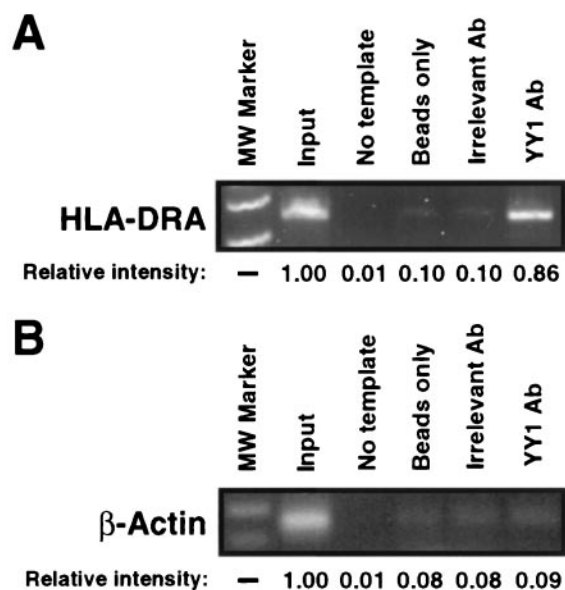 A
MW Marker Input No template Beads only Irrelevant Ab YY1 Ab
HLA-DRA
Relative intensity: – 1.00 0.01 0.10 0.10 0.86
B
MW Marker Input No template Beads only Irrelevant Ab YY1 Ab
β-Actin
Relative intensity: – 1.00 0.01 0.08 0.08 0.09